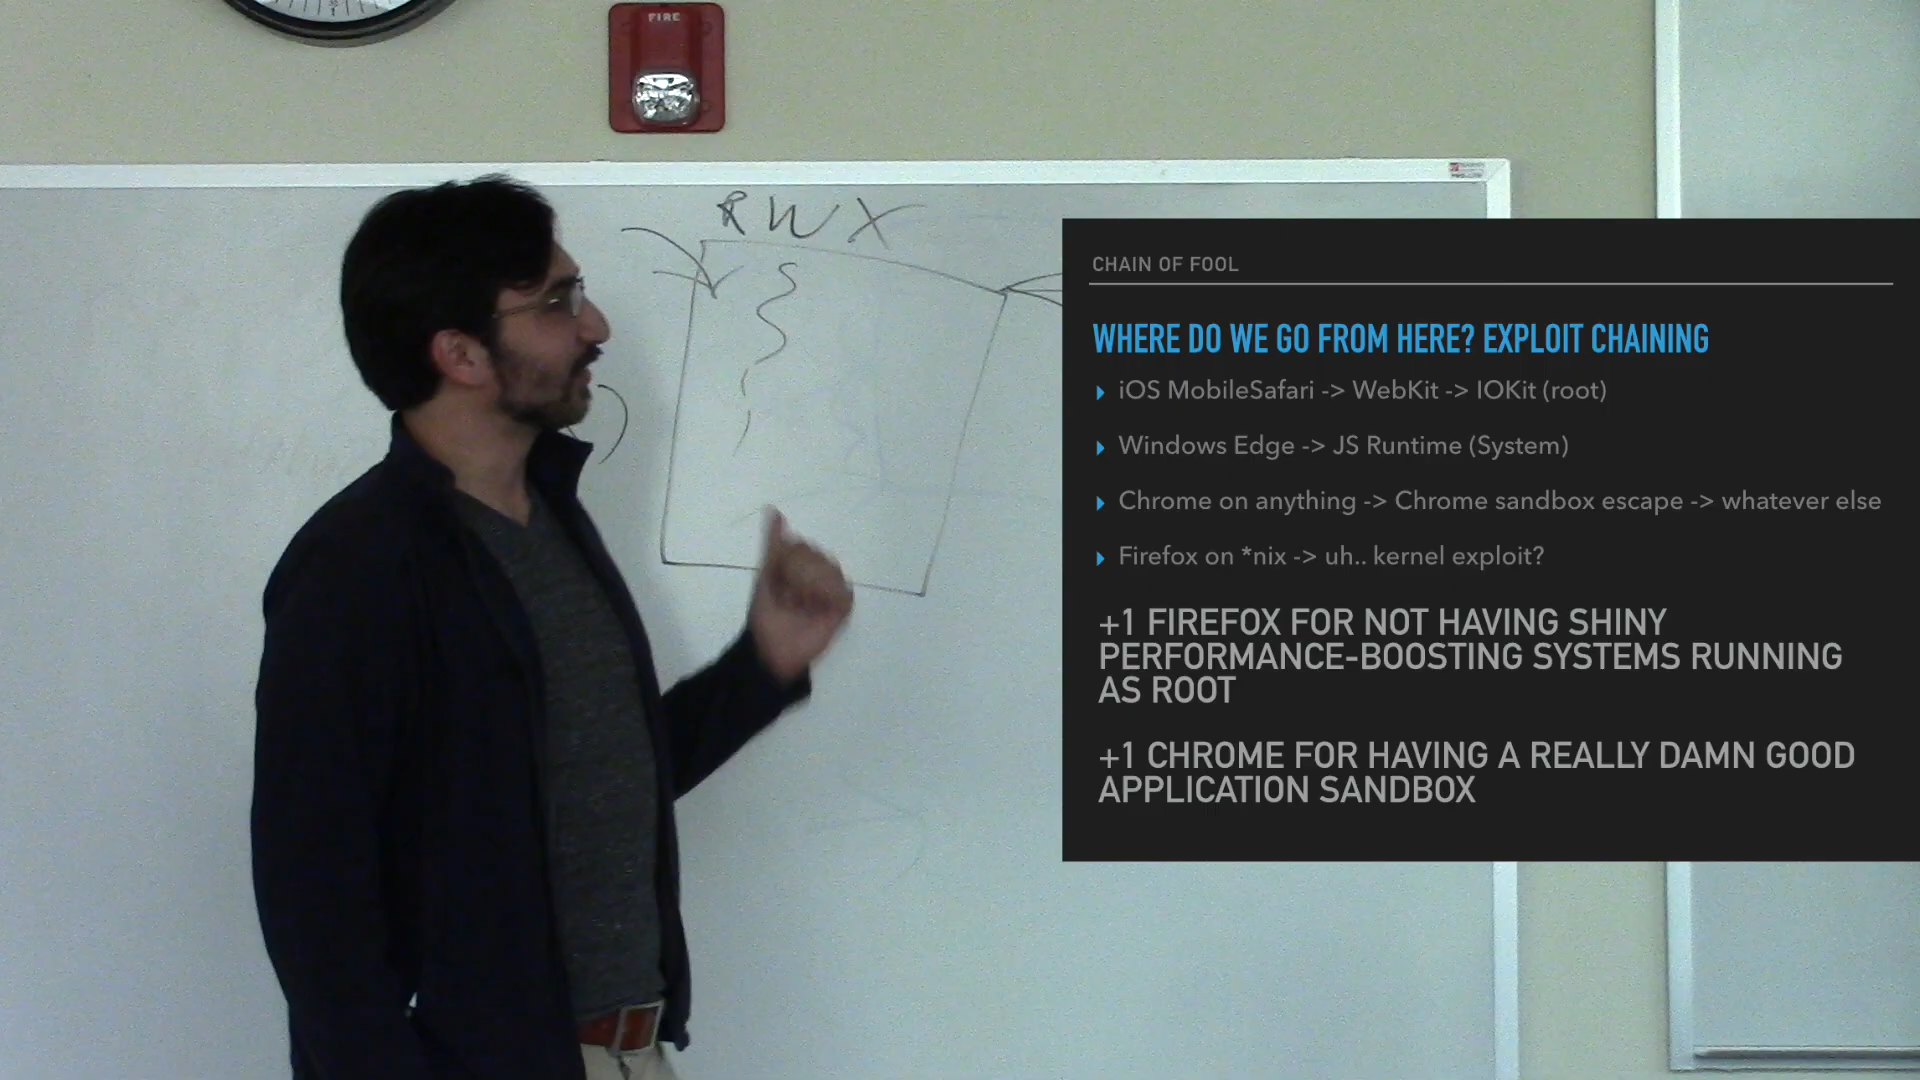 FIRE
R W X
CHAIN OF FOOL
WHERE DO WE GO FROM HERE? EXPLOIT CHAINING
iOS MobileSafari -> WebKit -> IOKit (root)
Windows Edge -> JS Runtime (System)
Chrome on anything -> Chrome sandbox escape -> whatever else
Firefox on *nix -> uh.. kernel exploit?
+1 FIREFOX FOR NOT HAVING SHINY
PERFORMANCE-BOOSTING SYSTEMS RUNNING
AS ROOT
+1 CHROME FOR HAVING A REALLY DAMN GOOD
APPLICATION SANDBOX